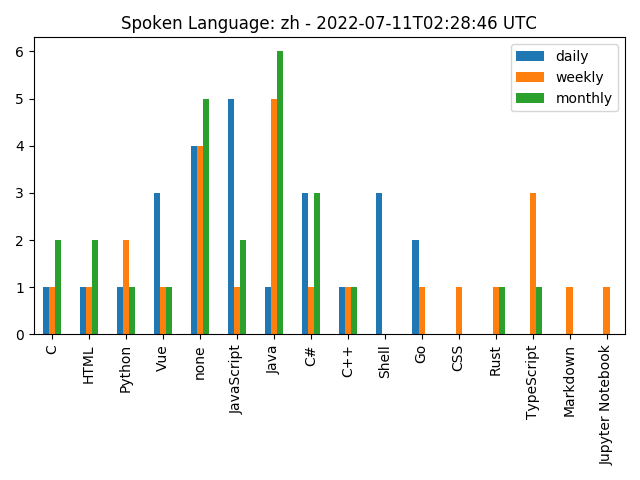 Spoken Language: zh - 2022-07-11T02:28:46 UTC
daily
weekly
monthly
6
5
4
3
2
1
0
C
HTML
Python
Vue
none
JavaScript
Java
C#
C++
Shell
Go
CSS
Rust
TypeScript
Markdown
Jupyter Notebook